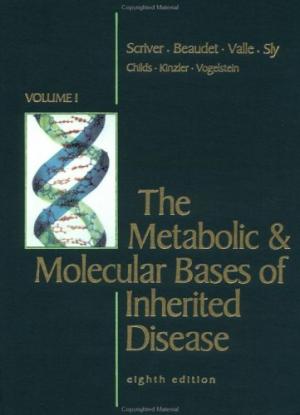 Scriver · Beaudet · Valle · Sly
Childs · Kinzler · Vogelstein
VOLUME I
The
Metabolic &
Molecular Bases of
Inherited
Disease
eighth edition